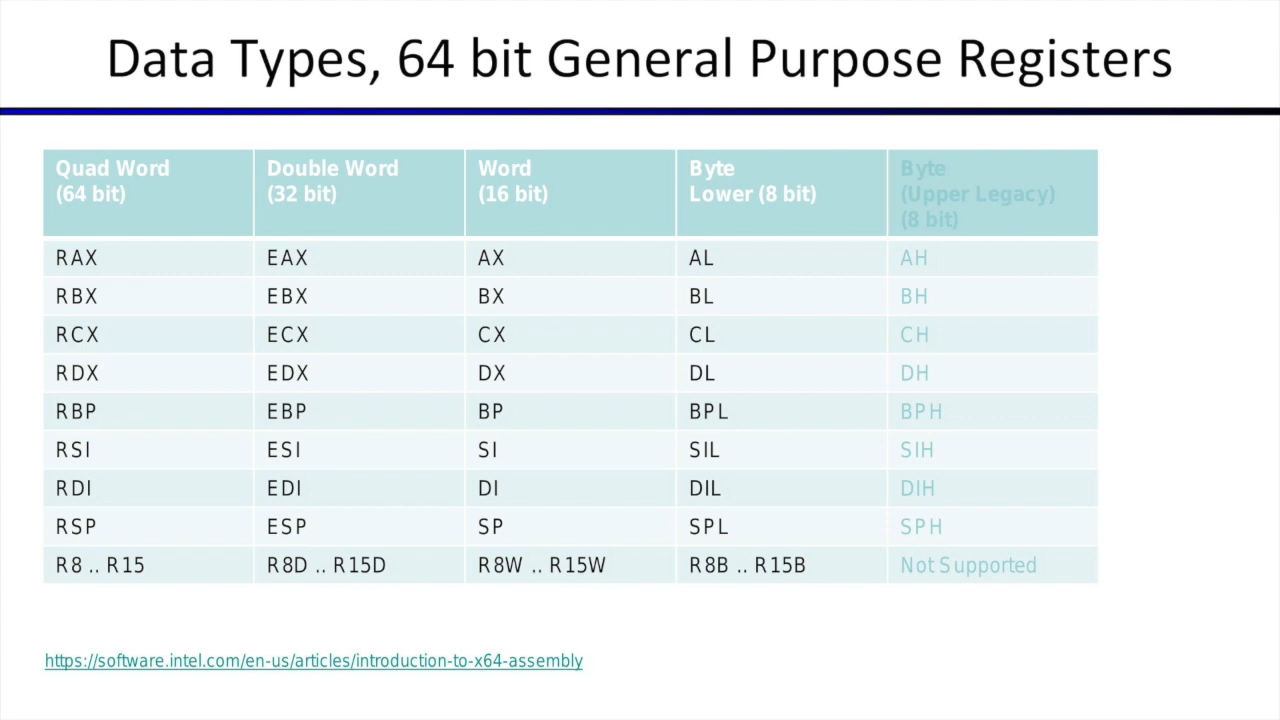 Data Types, 64 bit General Purpose Registers
Quad Word (64 bit) Double Word (32 bit) Word (16 bit) Byte Lower (8 bit) Byte (Upper Legacy) (8 bit)
RAX EAX AX AL AH
RBX EBX BX BL BH
RCX ECX CX CL CH
RDX EDX DX DL DH
RBP EBP BP BPL BPH
RSI ESI SI SIL SIH
RDI EDI DI DIL DIH
RSP ESP SP SPL SPH
R8 .. R15 R8D .. R15D R8W .. R15W R8B .. R15B Not Supported
https://software.intel.com/en-us/articles/introduction-to-x64-assembly